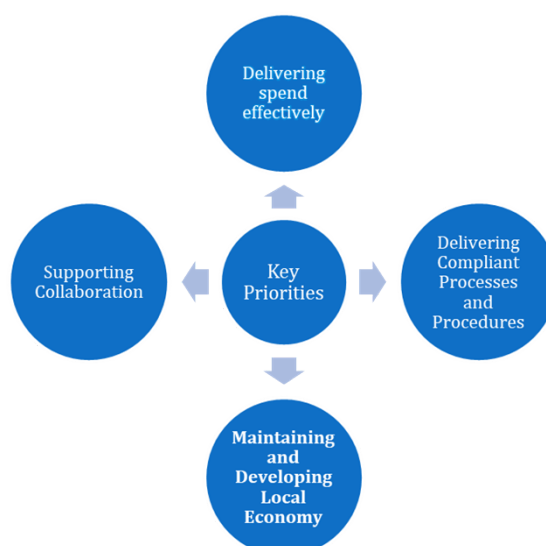 Delivering
spend
effectively
Supporting
Collaboration
Key
Priorities
Delivering
Compliant
Processes
and
Procedures
Maintaining
and
Developing
Local
Economy